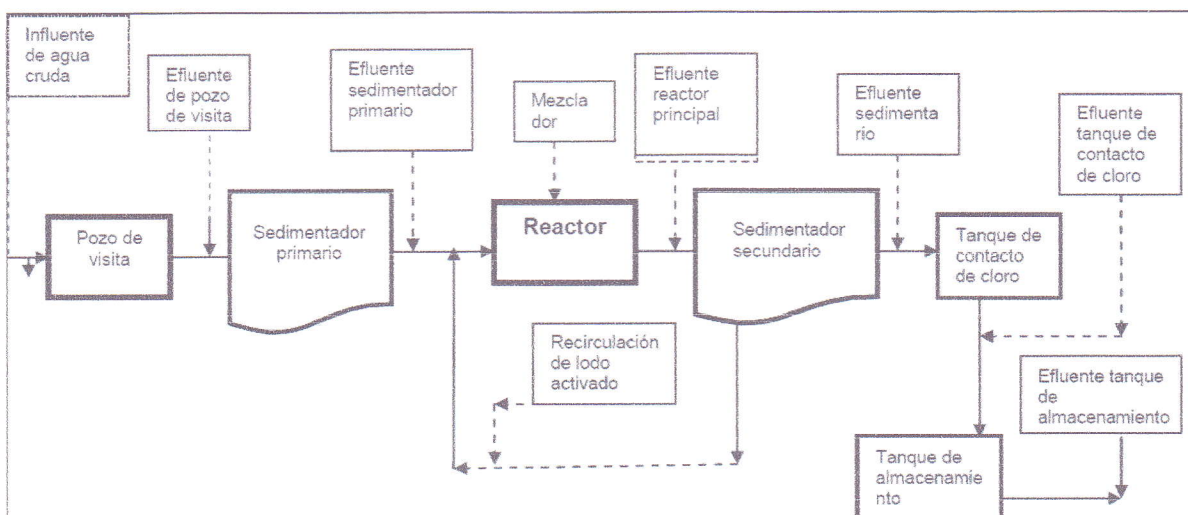 Influente
de agua
cruda
Efluente
de pozo
de visita
Efluente
sedimentador
primario
Mezcla
dor
Efluente
reactor
principal
Efluente
sedimenta
rio
Efluente
tanque de
contacto
de cloro
Pozo de
visita
Sedimentador
primario
Reactor
Sedimentador
secundario
Tanque de
contacto
de cloro
Recirculación
de lodo
activado
Efluente tanque
de
almacenamiento
Tanque de
almacenamie
nto